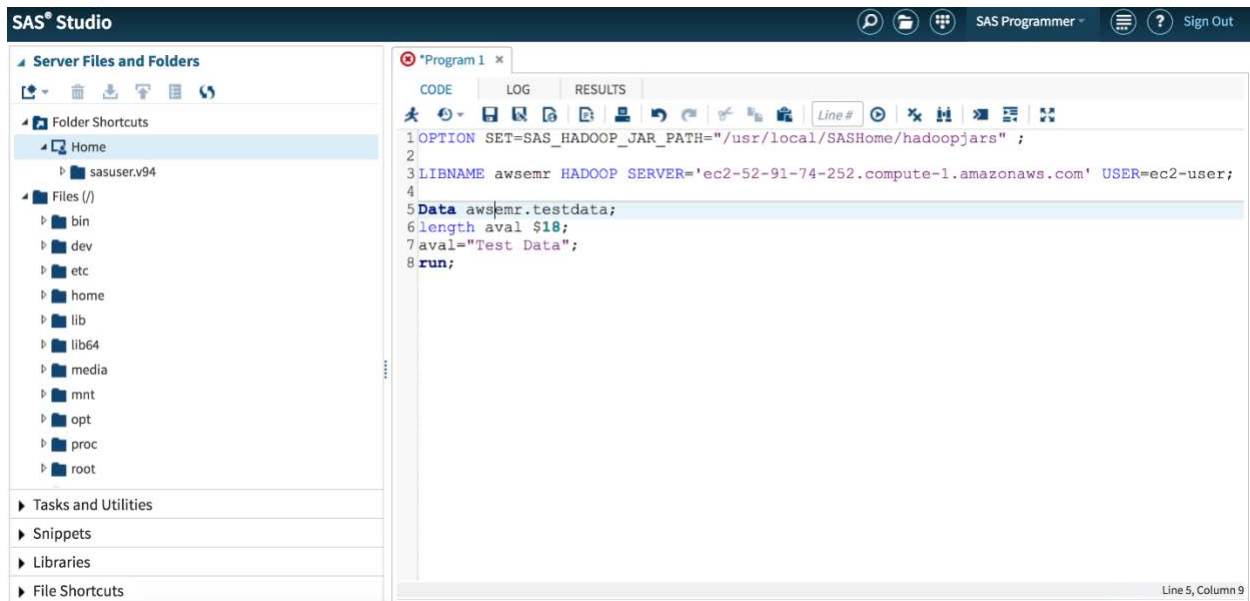 SAS® Studio
SAS Programmer
Sign Out
Server Files and Folders
Folder Shortcuts
Home
sasuser.v94
Files (/)
bin
dev
etc
home
lib
lib64
media
mnt
opt
proc
root
Tasks and Utilities
Snippets
Libraries
File Shortcuts
*Program 1 ×
CODE LOG RESULTS
Line #
1 OPTION SET=SAS_HADOOP_JAR_PATH="/usr/local/SASHome/hadoopjars" ;
2
3 LIBNAME awsemr HADOOP SERVER='ec2-52-91-74-252.compute-1.amazonaws.com' USER=ec2-user;
4
5 Data awsemr.testdata;
6 length aval $18;
7 aval="Test Data";
8 run;
Line 5, Column 9